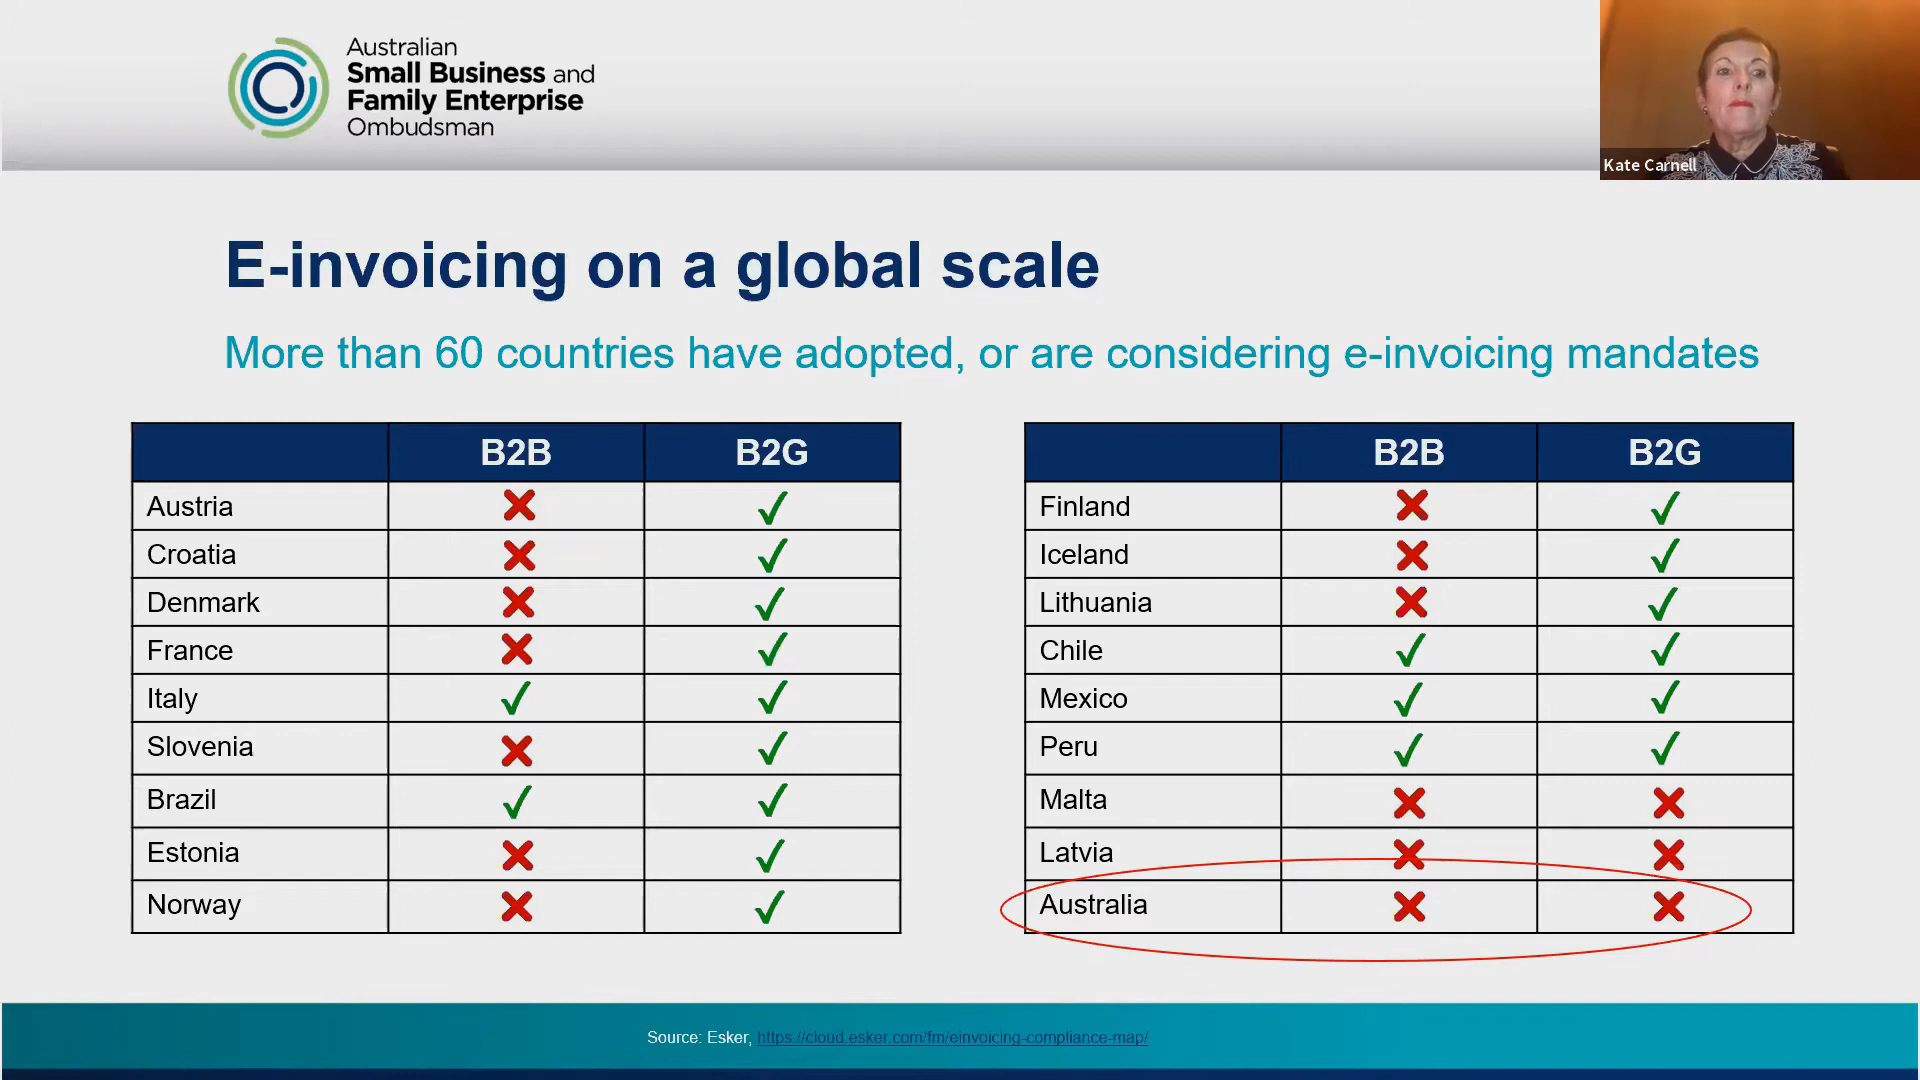 Australian
Small Business and
Family Enterprise
Ombudsman
Kate Carnell
E-invoicing on a global scale
More than 60 countries have adopted, or are considering e-invoicing mandates
B2B B2G
Austria
Croatia
Denmark
France
Italy
Slovenia
Brazil
Estonia
Norway
B2B B2G
Finland
Iceland
Lithuania
Chile
Mexico
Peru
Malta
Latvia
Australia
Source: Esker, https://cloud.esker.com/fm/einvoicing-compliance-map/